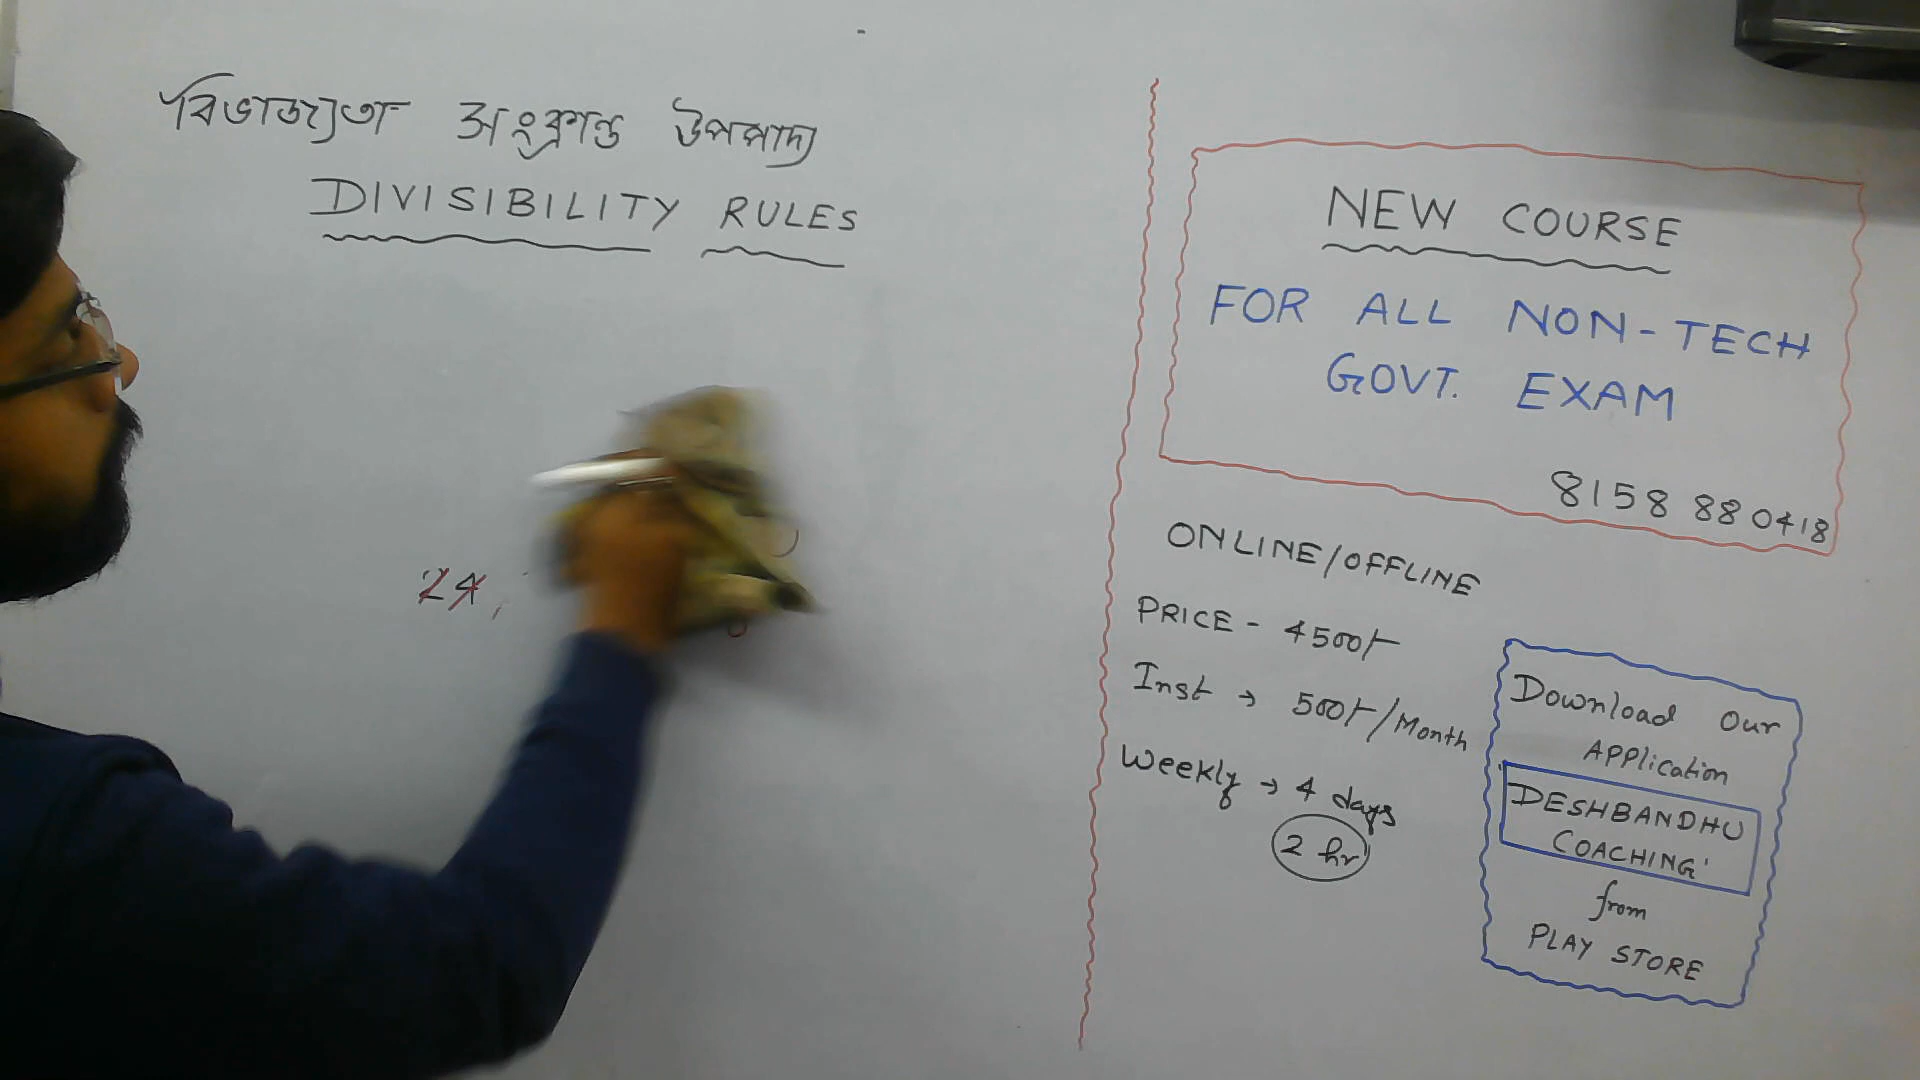 বিভাজ্যতা সংক্রান্ত উপপাদ্য
DIVISIBILITY RULES
24,
NEW COURSE
FOR ALL NON-TECH
GOVT. EXAM
8158 880418
ONLINE/OFFLINE
PRICE - 4500/-
Inst → 500/-/Month
Weekly → 4 days
2 hr
Download Our
Application
DESHBANDHU
COACHING
from
PLAY STORE